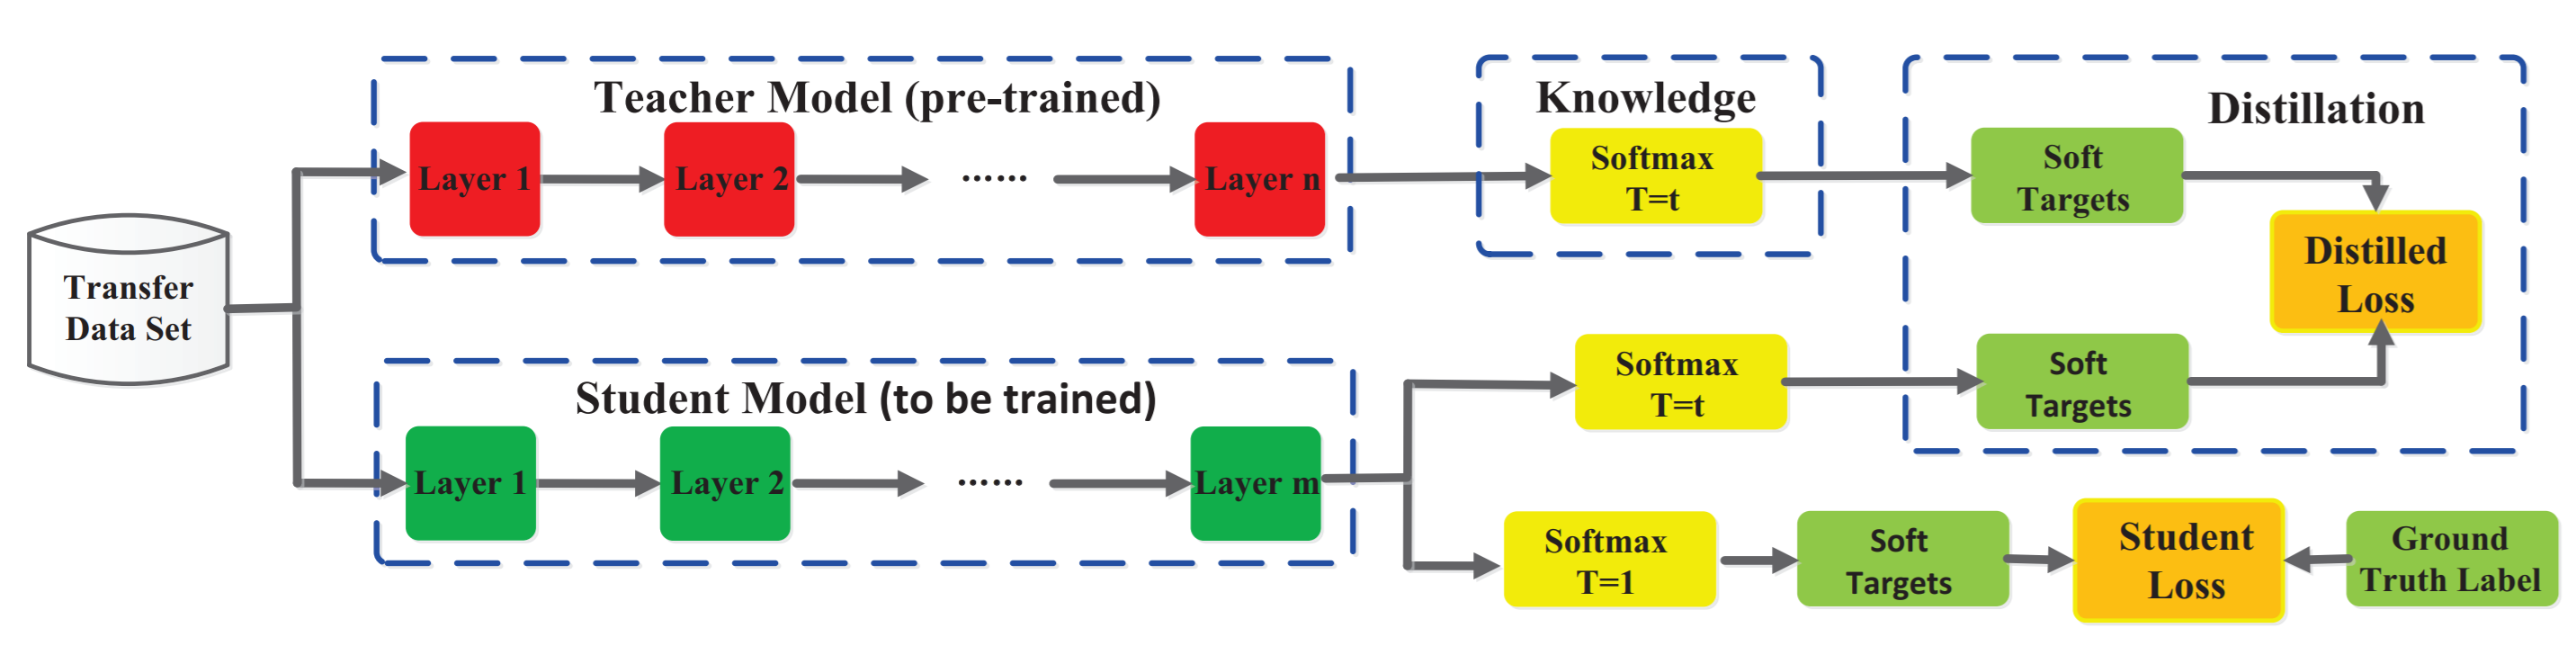 Teacher Model (pre-trained)
Layer 1
Layer 2
......
Layer n
Knowledge
Softmax
T=t
Distillation
Soft
Targets
Distilled
Loss
Transfer
Data Set
Student Model (to be trained)
Layer 1
Layer 2
......
Layer m
Softmax
T=t
Soft
Targets
Softmax
T=1
Soft
Targets
Student
Loss
Ground
Truth Label